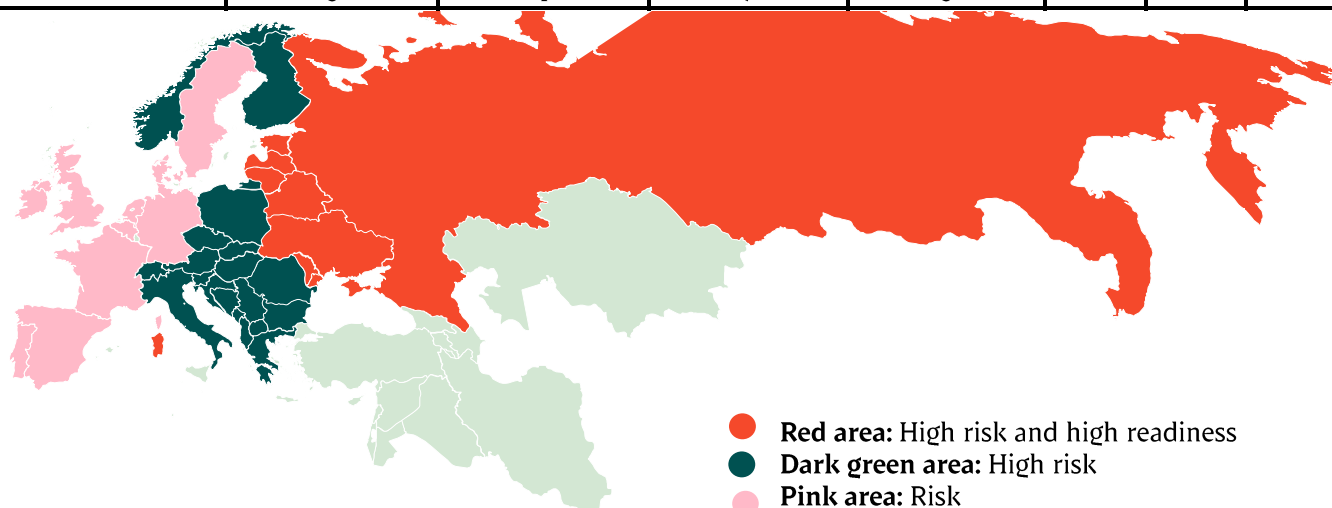 Red area: High risk and high readiness
Dark green area: High risk
Pink area: Risk